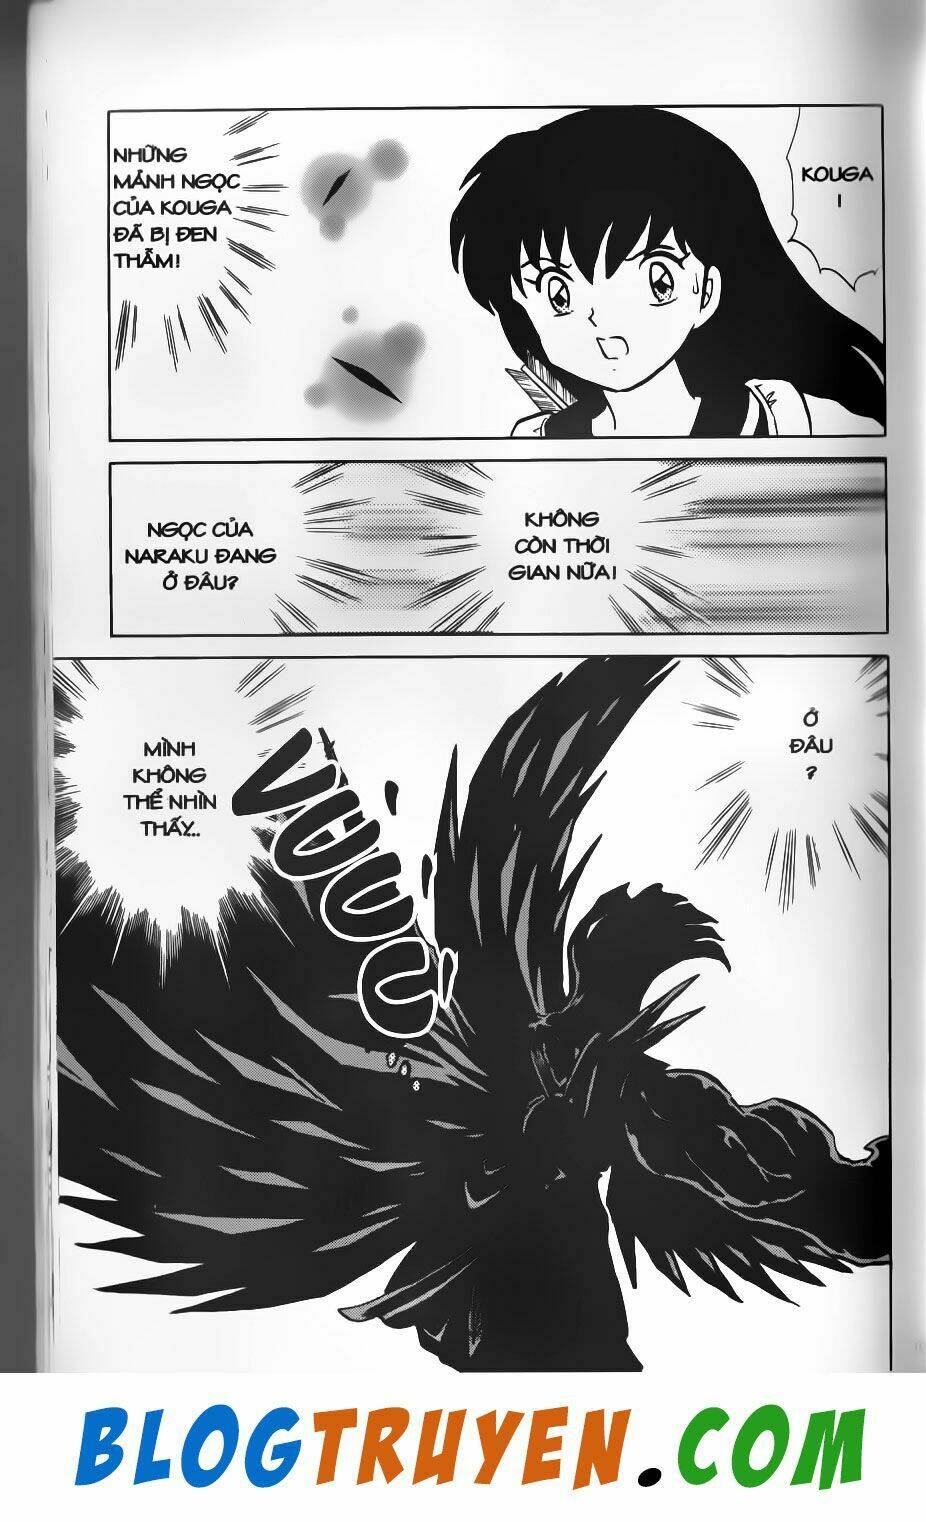 KOUGA
!
NHỮNG
MẢNH NGỌC
CỦA KOUGA
ĐÃ BỊ ĐEN
THẪM!
KHÔNG
CÒN THỜI
GIAN NỮA!
NGỌC CỦA
NARAKU ĐANG
Ở ĐÂU?
Ở
ĐÂU
?
MÌNH
KHÔNG
THỂ NHÌN
THẤY...
VÙÙÙ
BLOGTRUYEN.COM